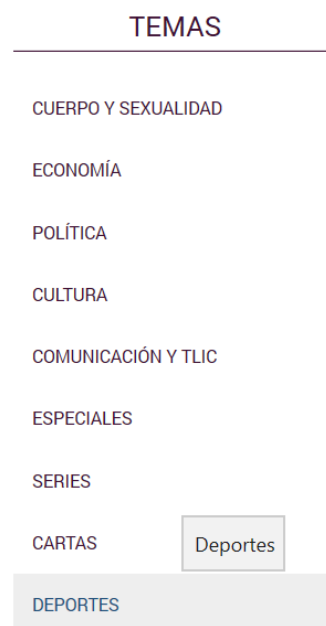 TEMAS
CUERPO Y SEXUALIDAD
ECONOMÍA
POLÍTICA
CULTURA
COMUNICACIÓN Y TLIC
ESPECIALES
SERIES
CARTAS
Deportes
DEPORTES